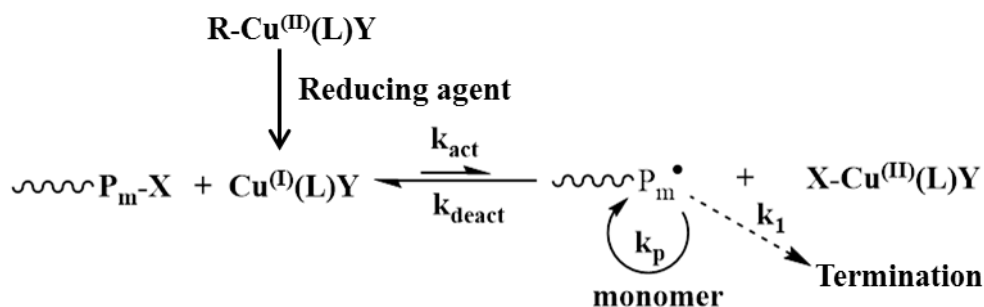 R-Cu(II)(L)Y
Reducing agent
Pm-X + Cu(I)(L)Y
kact
kdeact
Pm• + X-Cu(II)(L)Y
kp
k1
monomer
Termination